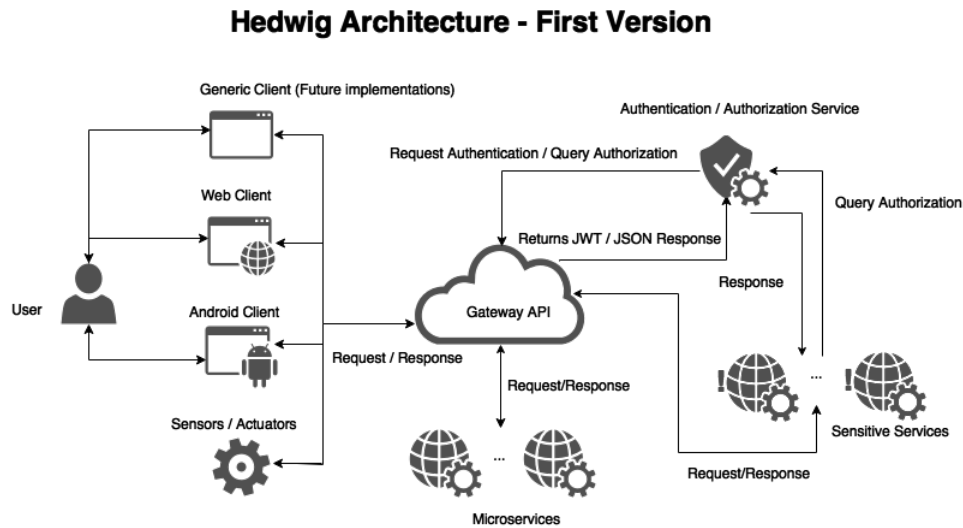 Hedwig Architecture - First Version
Generic Client (Future implementations)
Authentication / Authorization Service
Request Authentication / Query Authorization
Web Client
Query Authorization
Returns JWT / JSON Response
Response
User
Android Client
Gateway API
Request / Response
Request/Response
...
! !
Sensors / Actuators
Sensitive Services
...
Request/Response
Microservices